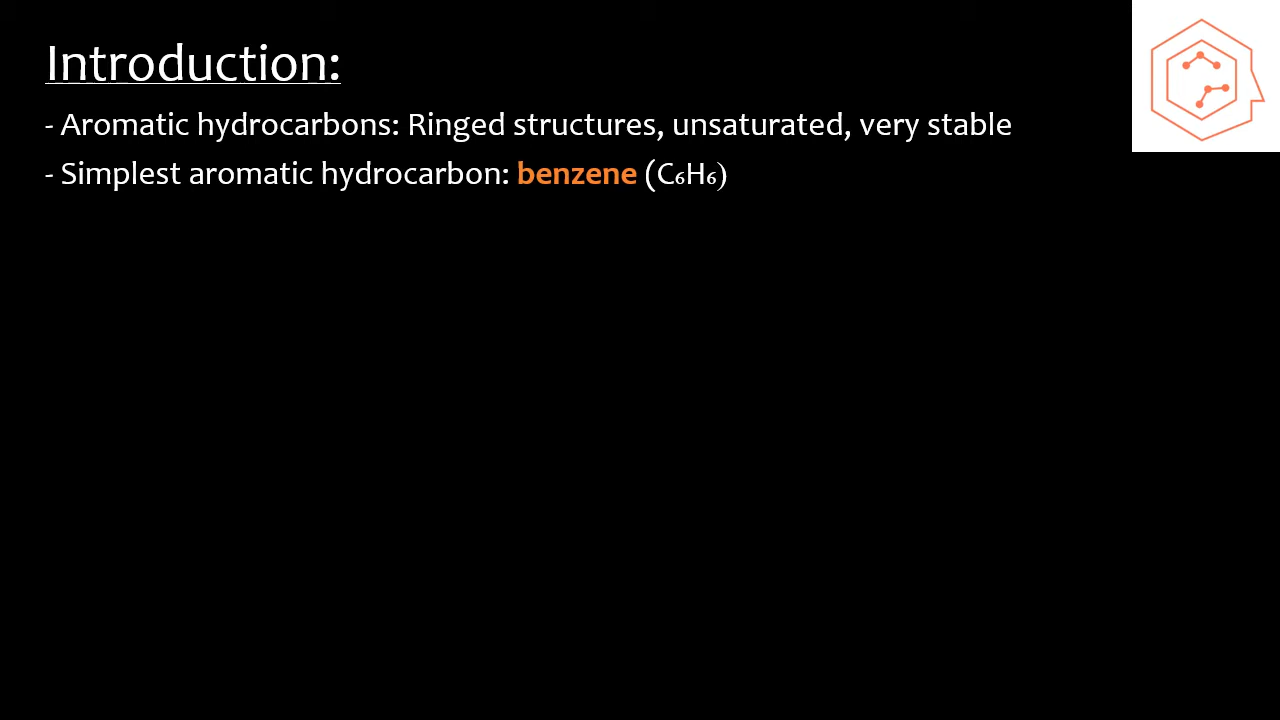 Introduction:
- Aromatic hydrocarbons: Ringed structures, unsaturated, very stable
- Simplest aromatic hydrocarbon: benzene (C₆H₆)